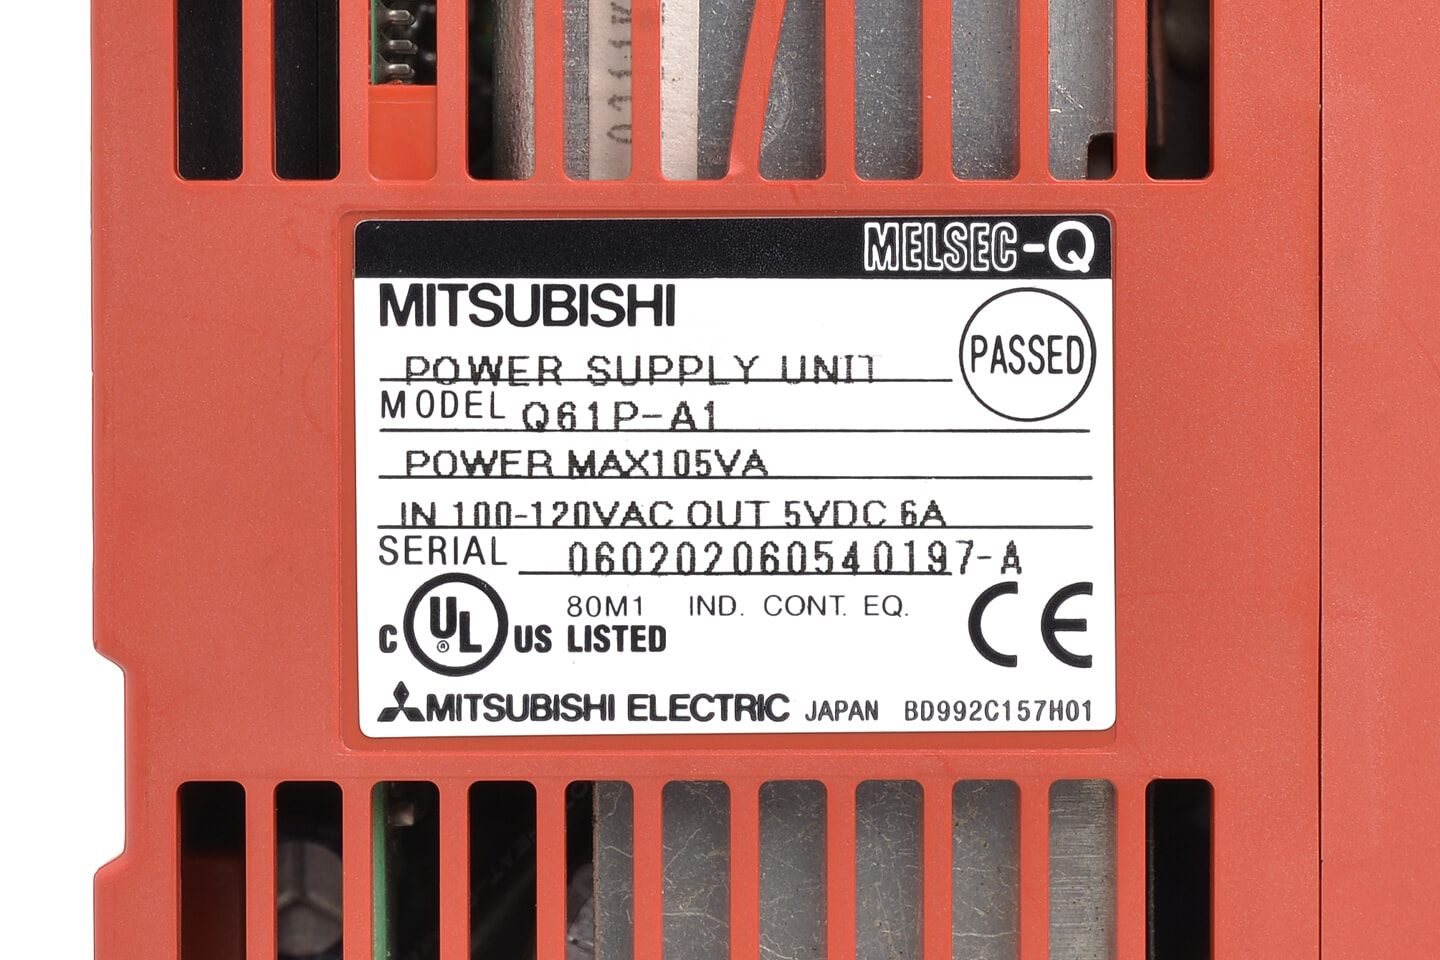 MELSEC-Q
MITSUBISHI
PASSED
POWER SUPPLY UNIT
MODEL Q61P-A1
POWER MAX105VA
IN 100-120VAC OUT 5VDC 6A
SERIAL 060202060540197-A
80M1 IND. CONT. EQ.
C UL ® US LISTED CE
MITSUBISHI ELECTRIC JAPAN BD992C157H01